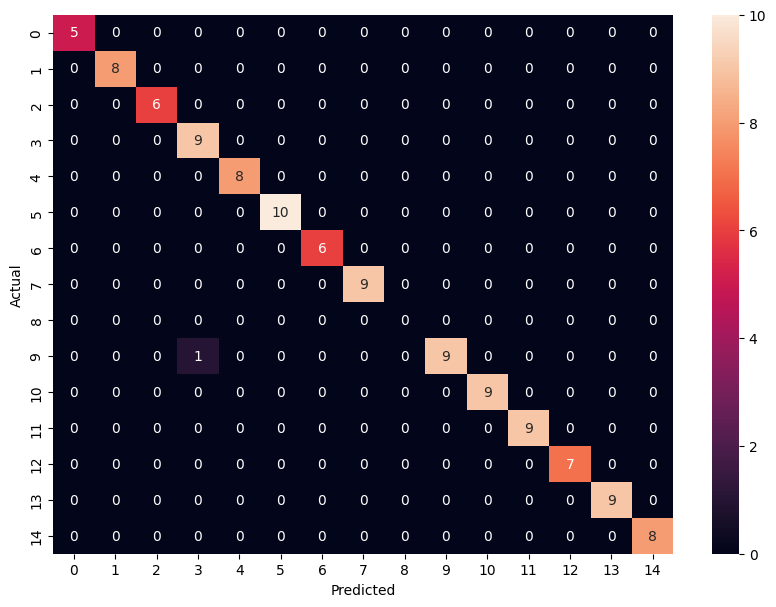 0 5 0 0 0 0 0 0 0 0 0 0 0 0 0 0 10
1 0 8 0 0 0 0 0 0 0 0 0 0 0 0 0
2 0 0 6 0 0 0 0 0 0 0 0 0 0 0 0 8
3 0 0 0 9 0 0 0 0 0 0 0 0 0 0 0
4 0 0 0 0 8 0 0 0 0 0 0 0 0 0 0
5 0 0 0 0 0 10 0 0 0 0 0 0 0 0 0 6
6 0 0 0 0 0 0 6 0 0 0 0 0 0 0 0
Actual
7 0 0 0 0 0 0 0 9 0 0 0 0 0 0 0
8 0 0 0 0 0 0 0 0 0 0 0 0 0 0 0 4
9 0 0 0 1 0 0 0 0 0 9 0 0 0 0 0
10 0 0 0 0 0 0 0 0 0 0 9 0 0 0 0
11 0 0 0 0 0 0 0 0 0 0 0 9 0 0 0 2
12 0 0 0 0 0 0 0 0 0 0 0 0 7 0 0
13 0 0 0 0 0 0 0 0 0 0 0 0 0 9 0
14 0 0 0 0 0 0 0 0 0 0 0 0 0 0 8 0
0 1 2 3 4 5 6 7 8 9 10 11 12 13 14
Predicted